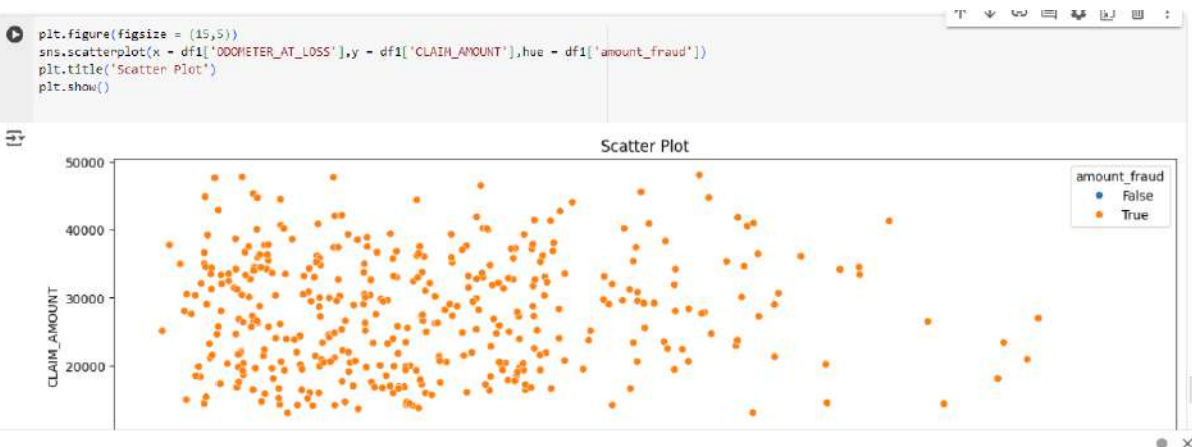 plt.figure(figsize = (15,5))
sns.scatterplot(x = df1['ODOMETER_AT_LOSS'],y = df1['CLAIM_AMOUNT'],hue = df1['amount_fraud'])
plt.title('Scatter Plot')
plt.show()
Scatter Plot
50000
amount_fraud
False
True
40000
30000
CLAIM_AMOUNT
20000